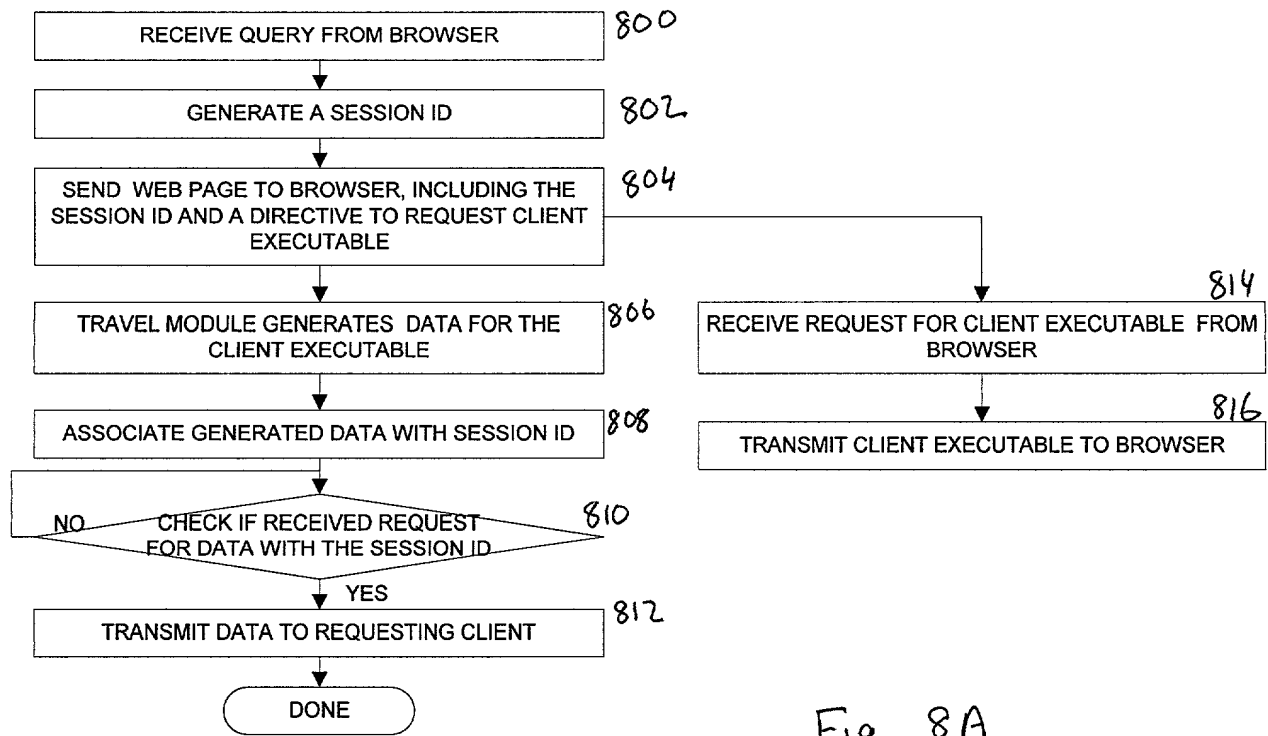 RECEIVE QUERY FROM BROWSER
800
GENERATE A SESSION ID
802
SEND WEB PAGE TO BROWSER, INCLUDING THE
SESSION ID AND A DIRECTIVE TO REQUEST CLIENT
EXECUTABLE
804
TRAVEL MODULE GENERATES DATA FOR THE
CLIENT EXECUTABLE
806
ASSOCIATE GENERATED DATA WITH SESSION ID
808
NO
CHECK IF RECEIVED REQUEST
FOR DATA WITH THE SESSION ID
810
YES
TRANSMIT DATA TO REQUESTING CLIENT
812
DONE
814
RECEIVE REQUEST FOR CLIENT EXECUTABLE FROM
BROWSER
816
TRANSMIT CLIENT EXECUTABLE TO BROWSER
Fig 8A